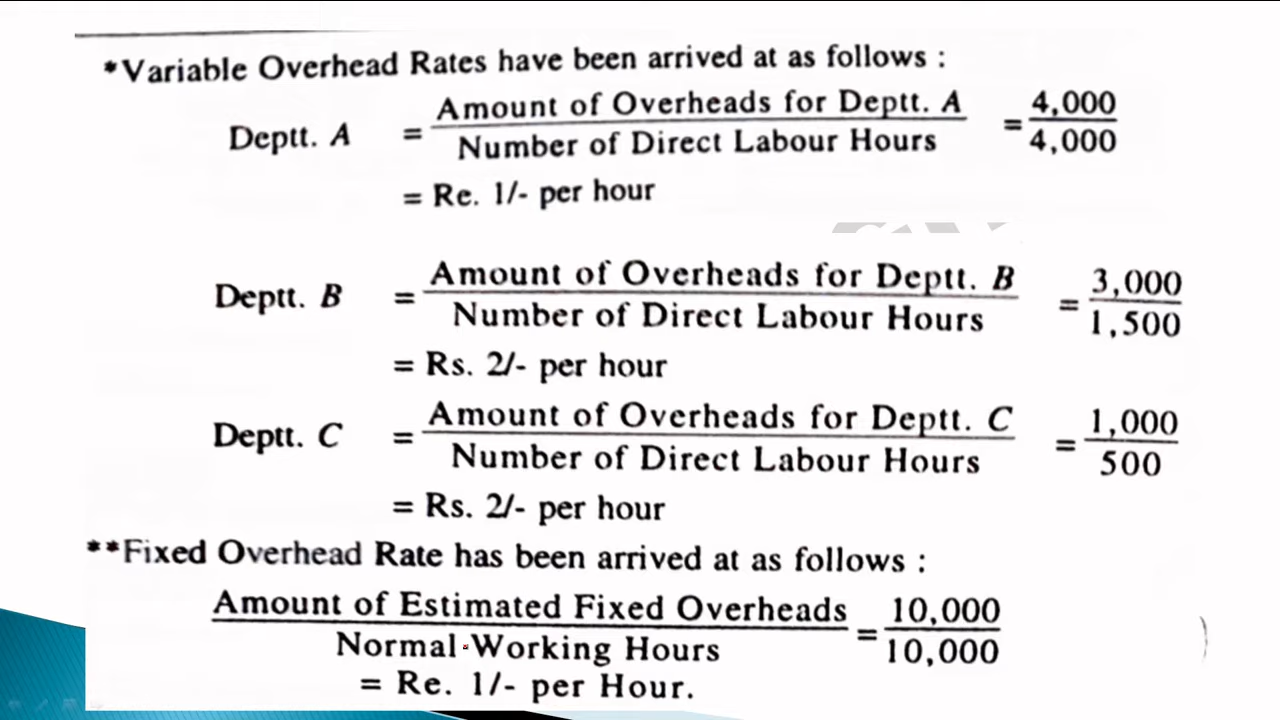 *Variable Overhead Rates have been arrived at as follows :
Deptt. A = Amount of Overheads for Deptt. A / Number of Direct Labour Hours = 4,000 / 4,000
= Re. 1/- per hour
Deptt. B = Amount of Overheads for Deptt. B / Number of Direct Labour Hours = 3,000 / 1,500
= Rs. 2/- per hour
Deptt. C = Amount of Overheads for Deptt. C / Number of Direct Labour Hours = 1,000 / 500
= Rs. 2/- per hour
**Fixed Overhead Rate has been arrived at as follows :
Amount of Estimated Fixed Overheads / Normal Working Hours = 10,000 / 10,000
= Re. 1/- per Hour.